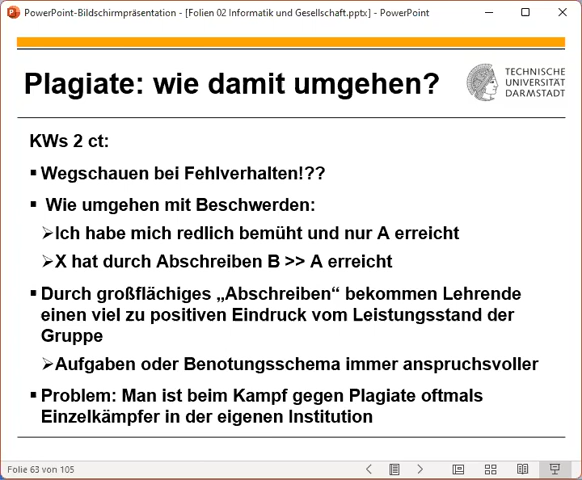 PowerPoint-Bildschirmpräsentation - [Folien 02 Informatik und Gesellschaft.pptx] - PowerPoint
Plagiate: wie damit umgehen?
TECHNISCHE
UNIVERSITÄT
DARMSTADT
KWs 2 ct:
▪ Wegschauen bei Fehlverhalten!??
▪ Wie umgehen mit Beschwerden:
➢Ich habe mich redlich bemüht und nur A erreicht
➢X hat durch Abschreiben B >> A erreicht
▪ Durch großflächiges „Abschreiben“ bekommen Lehrende
einen viel zu positiven Eindruck vom Leistungsstand der
Gruppe
➢Aufgaben oder Benotungsschema immer anspruchsvoller
▪ Problem: Man ist beim Kampf gegen Plagiate oftmals
Einzelkämpfer in der eigenen Institution
Folie 63 von 105